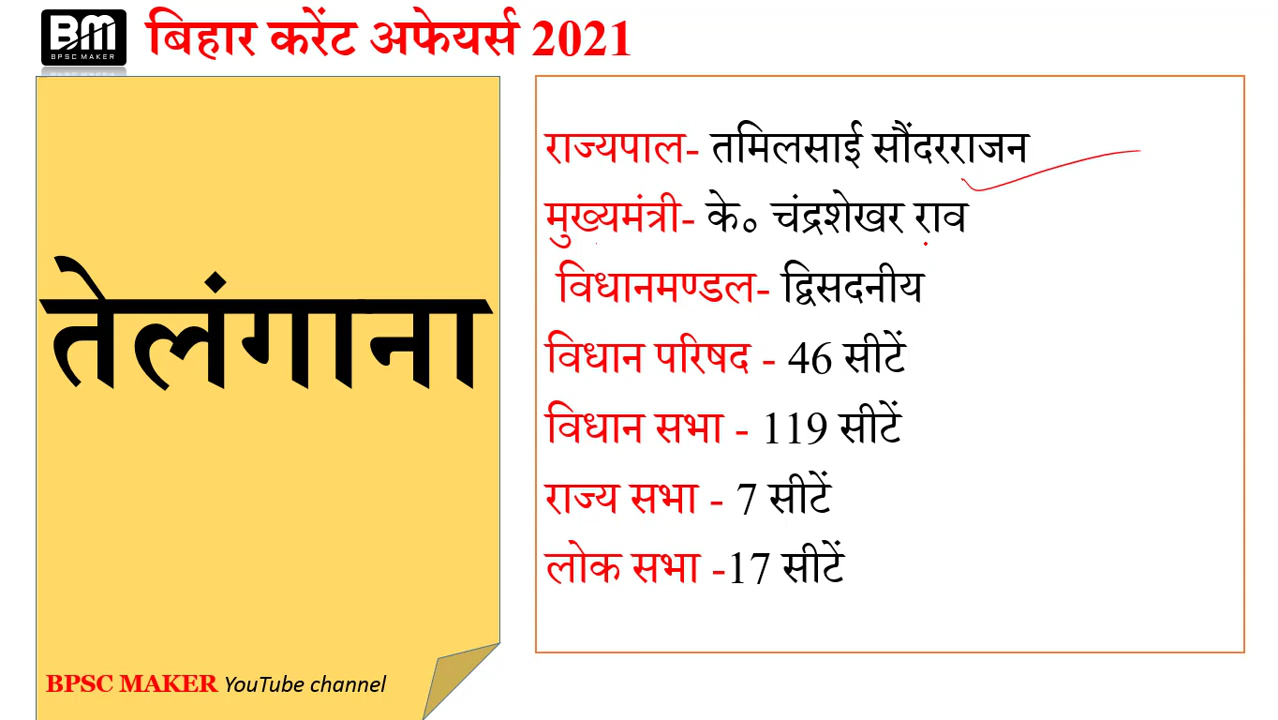 BM
BPSC MAKER
बिहार करेंट अफेयर्स 2021
तेलंगाना
BPSC MAKER YouTube channel
राज्यपाल- तमिलसाई सौंदरराजन
मुख्यमंत्री- के० चंद्रशेखर राव
विधानमण्डल- द्विसदनीय
विधान परिषद - 46 सीटें
विधान सभा - 119 सीटें
राज्य सभा - 7 सीटें
लोक सभा -17 सीटें